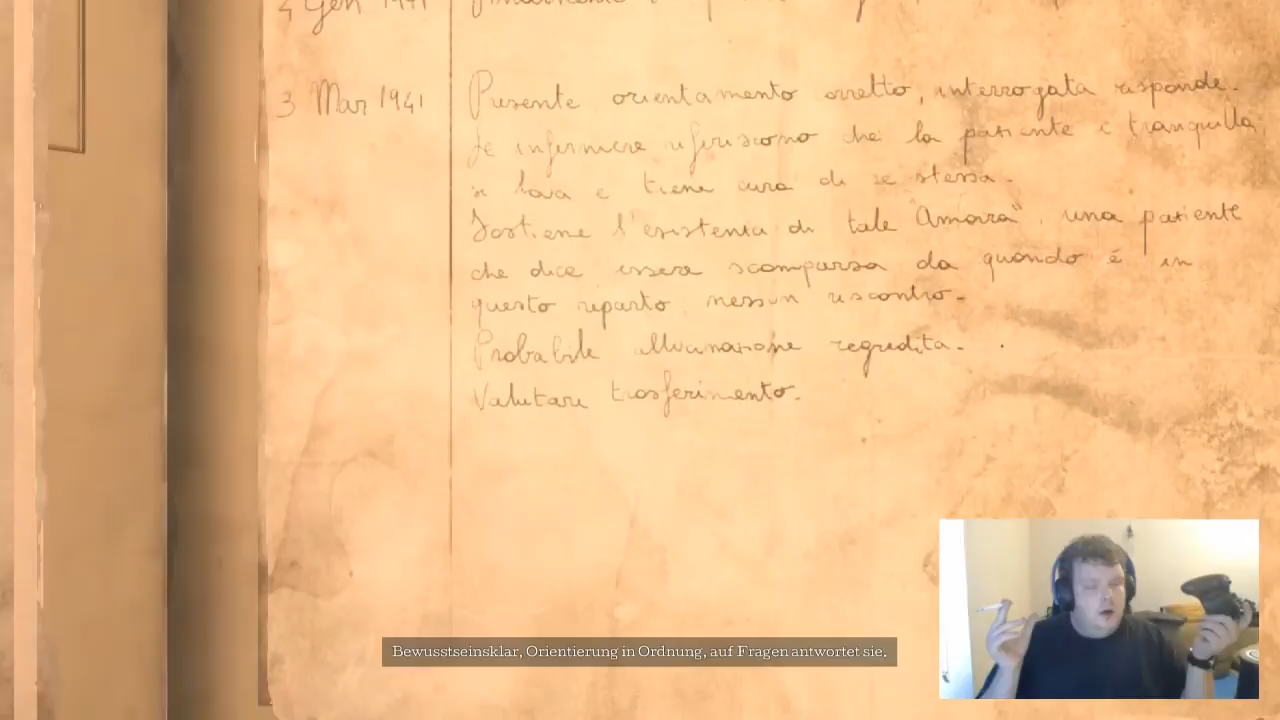 3 Mar 1941
Presente orientamento corretto, interrogata risponde.
Le infermiere riferiscono che la paziente è tranquilla,
si lava e tiene cura di se stessa.
Sostiene l'esistenza di tale "Amara", una paziente
che dice essere scomparsa da quando é in
questo reparto, nessun riscontro.
Probabile allucinazione regredita.
Valutare trasferimento.
Bewusstseinsklar, Orientierung in Ordnung, auf Fragen antwortet sie.